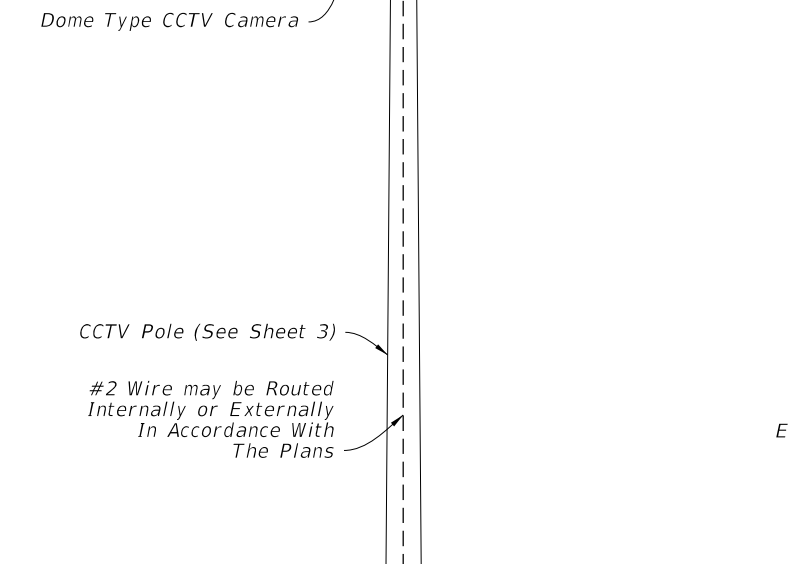 Dome Type CCTV Camera
CCTV Pole (See Sheet 3)
#2 Wire may be Routed
Internally or Externally
In Accordance With
The Plans
E